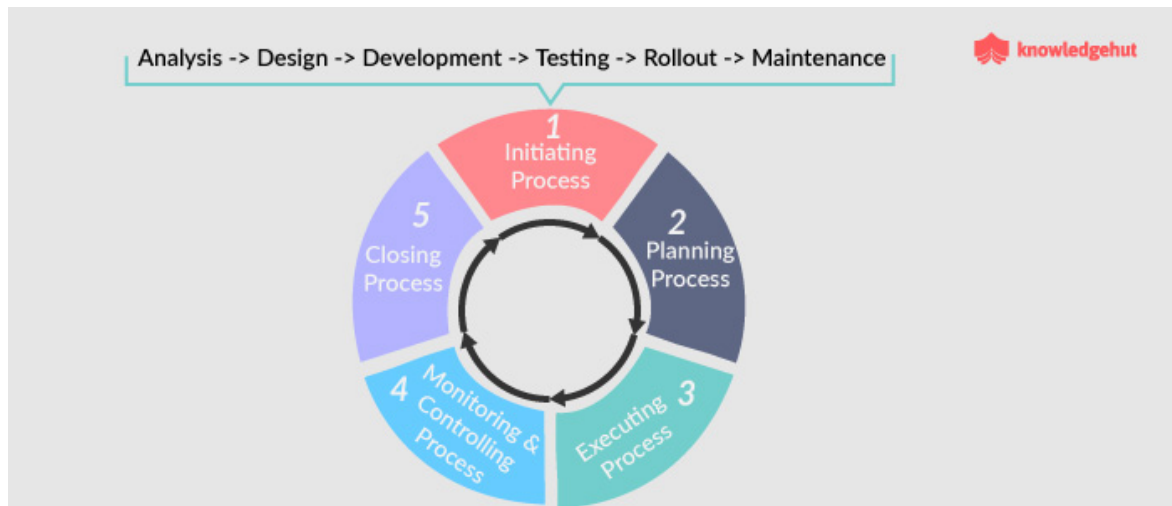 Analysis -> Design -> Development -> Testing -> Rollout -> Maintenance
knowledgehut
1
Initiating
Process
2
Planning
Process
3
Executing
Process
4
Monitoring &
Controlling
Process
5
Closing
Process